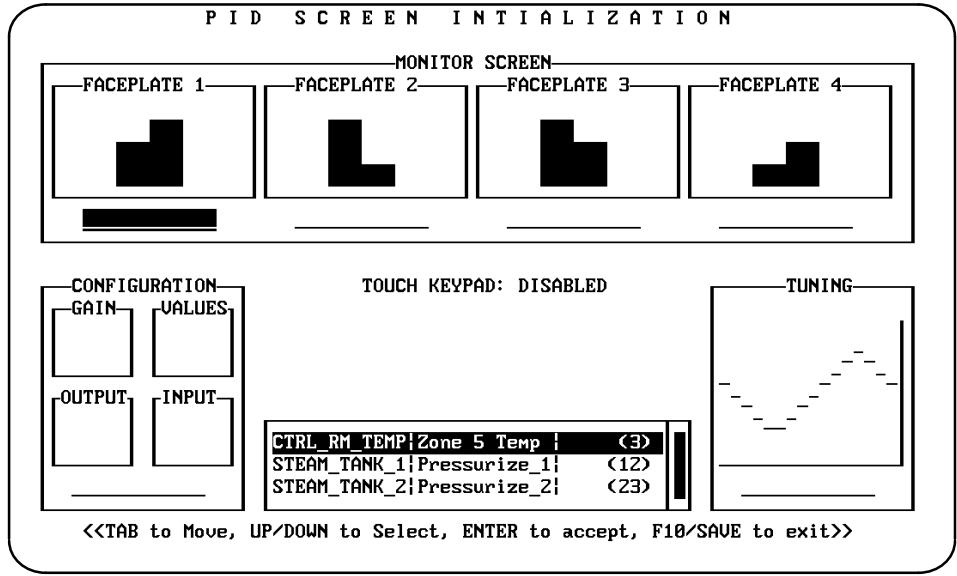 PID SCREEN INTIALIZATION
MONITOR SCREEN
FACEPLATE 1 FACEPLATE 2 FACEPLATE 3 FACEPLATE 4
CONFIGURATION TOUCH KEYPAD: DISABLED TUNING
GAIN VALUES
OUTPUT INPUT
CTRL_RM_TEMP¦Zone 5 Temp ¦ (3)
STEAM_TANK_1¦Pressurize_1¦ (12)
STEAM_TANK_2¦Pressurize_2¦ (23)
<<TAB to Move, UP/DOWN to Select, ENTER to accept, F10/SAVE to exit>>